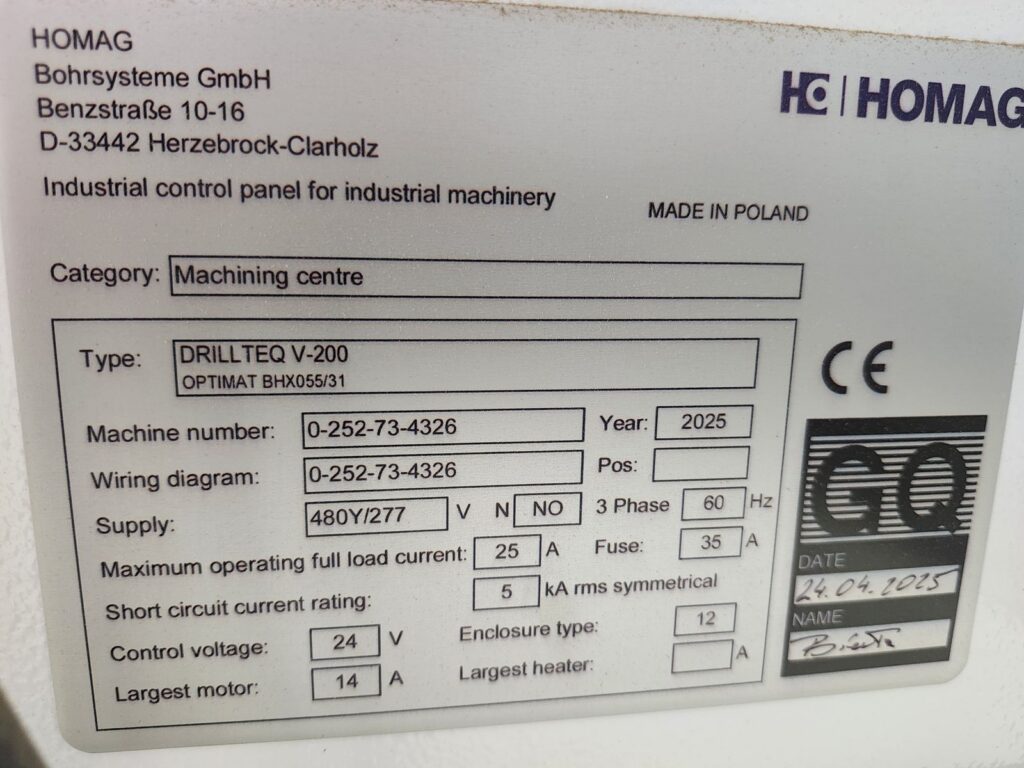 HOMAG
Bohrsysteme GmbH
Benzstraße 10-16
D-33442 Herzebrock-Clarholz
HOMAG
Industrial control panel for industrial machinery
MADE IN POLAND
Category: Machining centre
Type: DRILLTEQ V-200
OPTIMAT BHX055/31
CE
Machine number: 0-252-73-4326 Year: 2025
Wiring diagram: 0-252-73-4326 Pos:
Supply: 480Y/277 V N NO 3 Phase 60 Hz
Maximum operating full load current: 25 A Fuse: 35 A
Short circuit current rating: 5 kA rms symmetrical
Control voltage: 24 V Enclosure type: 12
Largest motor: 14 A Largest heater: A
GQ
DATE
24.04.2025
NAME